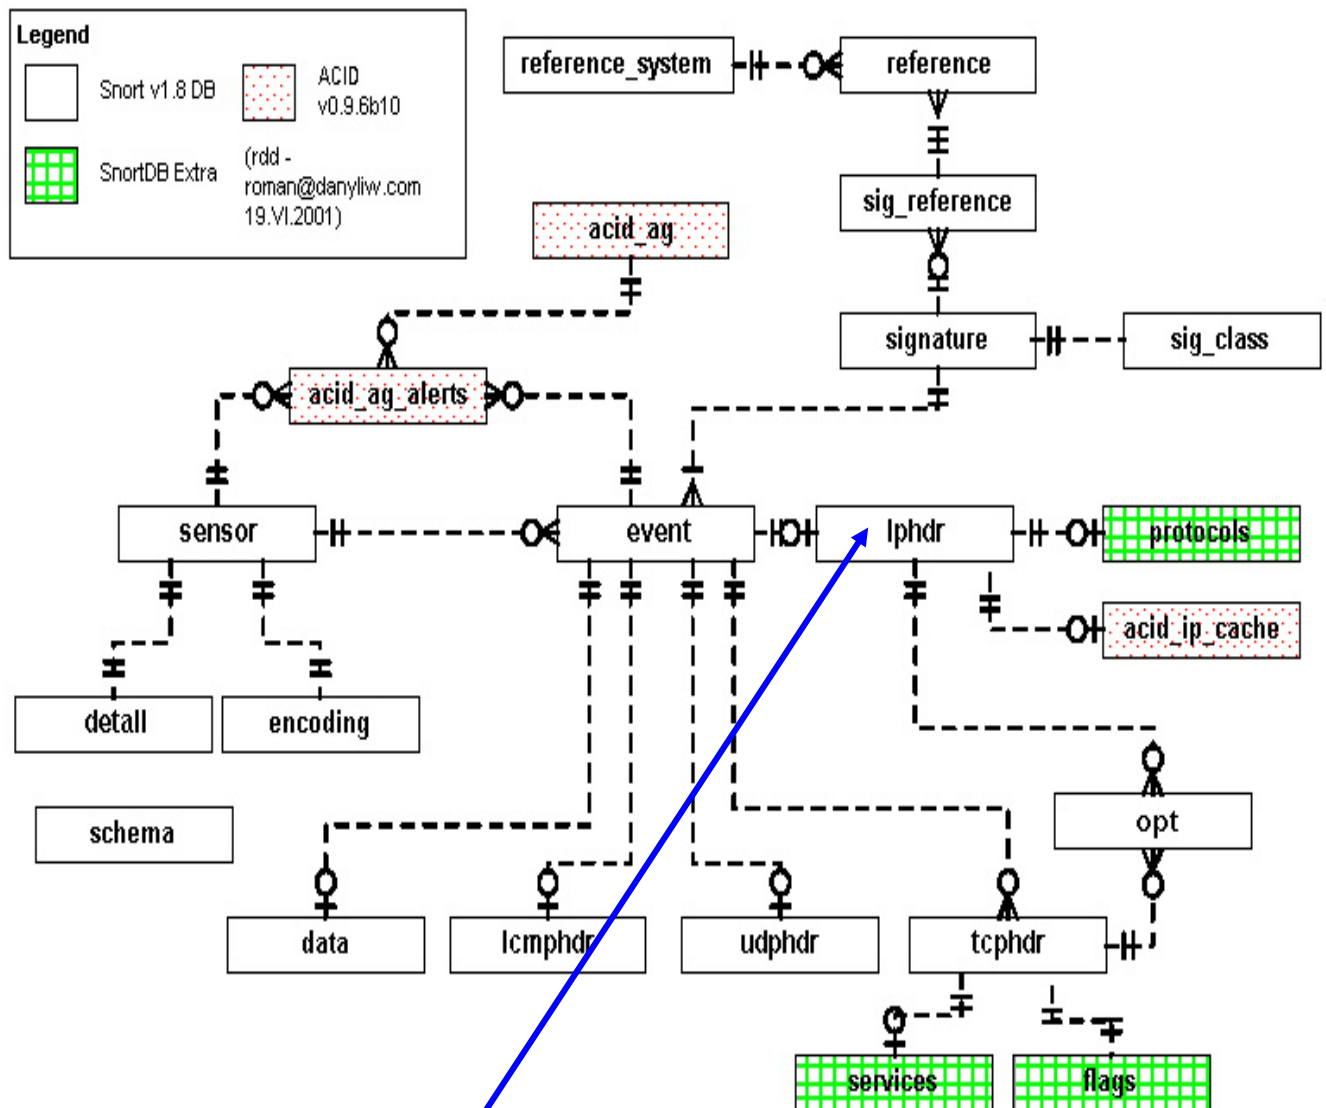 Legend
Snort v1.8 DB
ACID
v0.9.6b10
SnortDB Extra
(rdd -
roman@danyliw.com
19.VI.2001)
reference_system
reference
sig_reference
acid_ag
signature
sig_class
acid_ag_alerts
sensor
event
Iphdr
protocols
acid_ip_cache
detall
encoding
schema
opt
data
Icmphdr
udphdr
tcphdr
services
flags